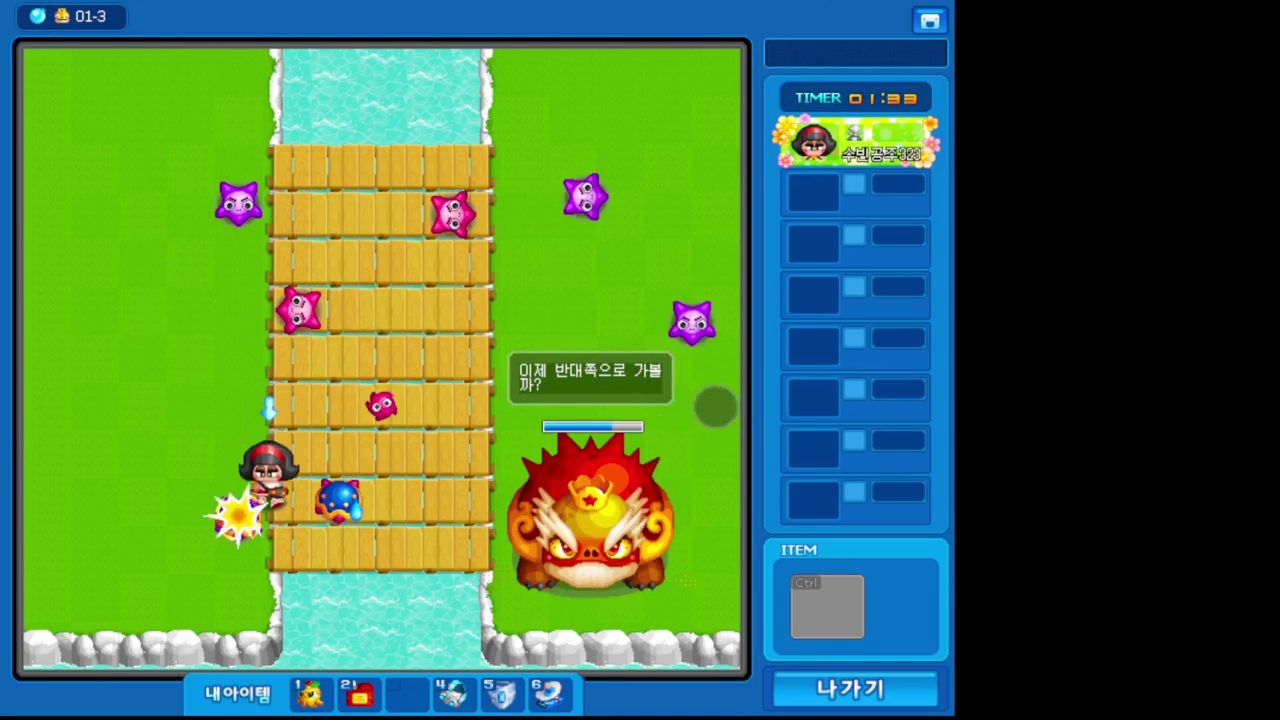 01-3
TIMER 01:33
수빈공주323
이제 반대쪽으로 가볼
까?
ITEM
Ctrl
내아이템
1
2
4
5
6
나가기